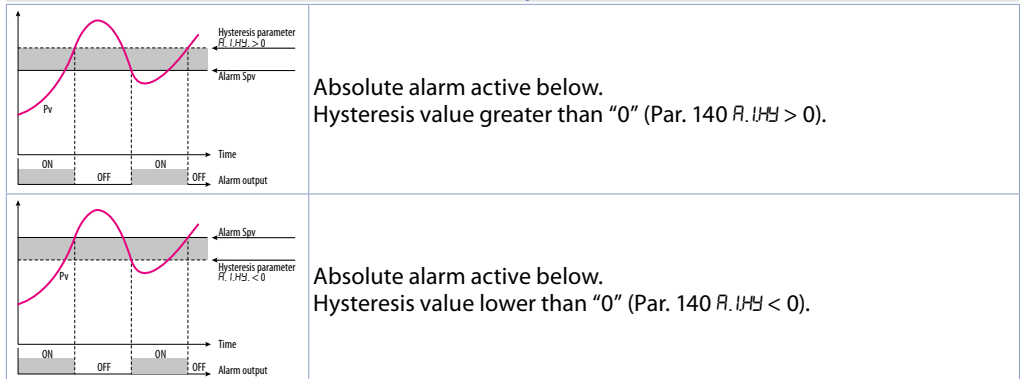 Hysteresis parameter
A.1.HY. > 0
Alarm Spv
Pv
Time
ON
OFF
ON
OFF
Alarm output
Absolute alarm active below.
Hysteresis value greater than “0” (Par. 140 A.1.HY > 0).
Alarm Spv
Hysteresis parameter
A.1.HY. < 0
Pv
Time
ON
OFF
ON
OFF
Alarm output
Absolute alarm active below.
Hysteresis value lower than “0” (Par. 140 A.1.HY < 0).